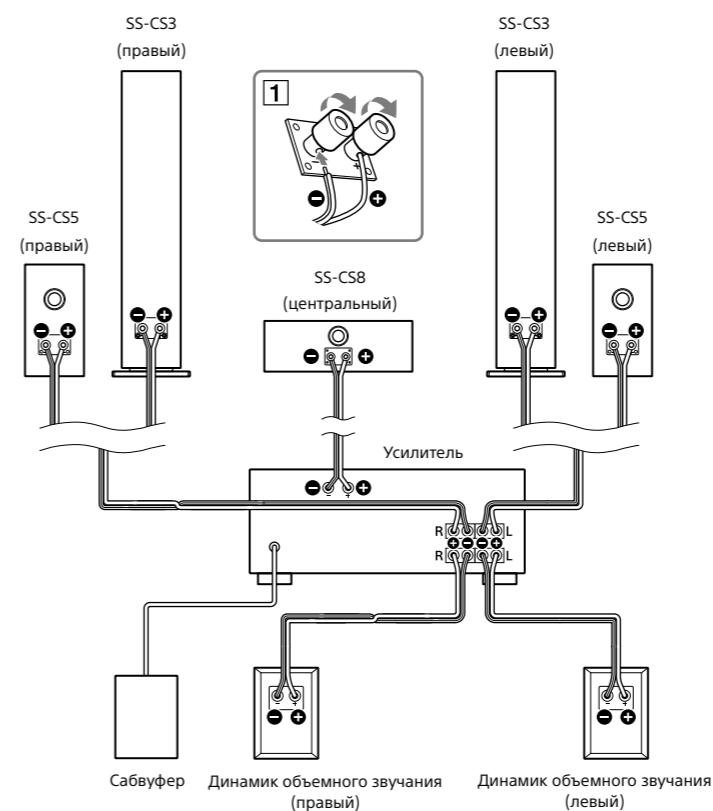 SS-CS3
(правый)
SS-CS3
(левый)
1
SS-CS5
(правый)
SS-CS5
(левый)
SS-CS8
(центральный)
Усилитель
R
L
R
L
Сабвуфер
Динамик объемного звучания
(правый)
Динамик объемного звучания
(левый)